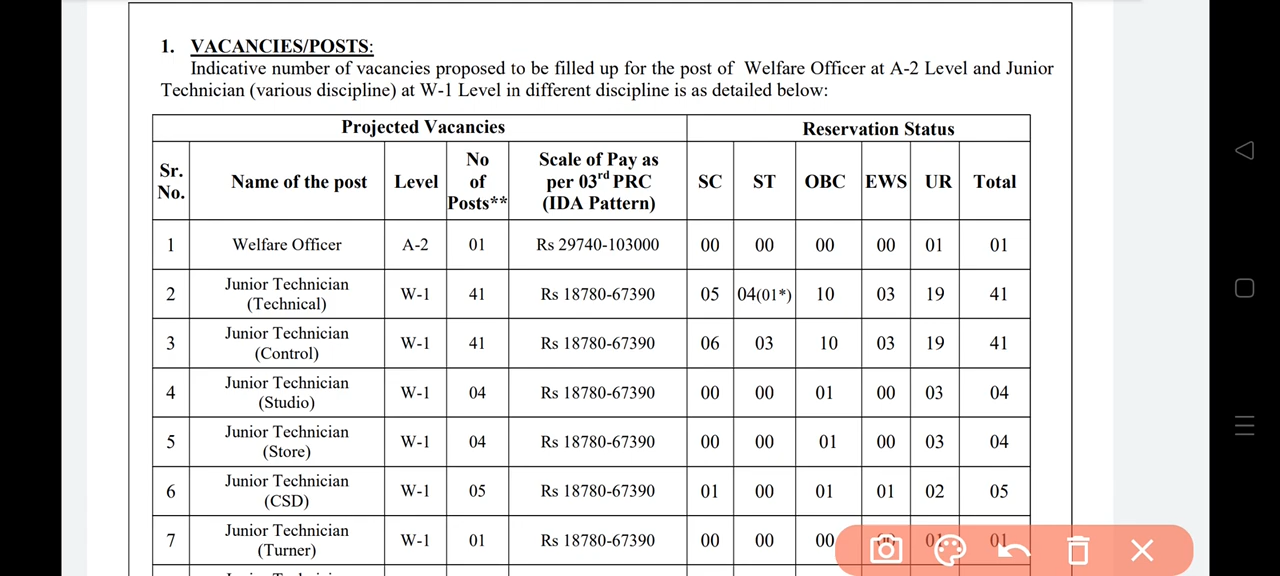 1. VACANCIES/POSTS:
Indicative number of vacancies proposed to be filled up for the post of Welfare Officer at A-2 Level and Junior
Technician (various discipline) at W-1 Level in different discipline is as detailed below:
Projected Vacancies Reservation Status
Sr. No. Name of the post Level No of Posts** Scale of Pay as per 03rd PRC (IDA Pattern) SC ST OBC EWS UR Total
1 Welfare Officer A-2 01 Rs 29740-103000 00 00 00 00 01 01
2 Junior Technician (Technical) W-1 41 Rs 18780-67390 05 04(01*) 10 03 19 41
3 Junior Technician (Control) W-1 41 Rs 18780-67390 06 03 10 03 19 41
4 Junior Technician (Studio) W-1 04 Rs 18780-67390 00 00 01 00 03 04
5 Junior Technician (Store) W-1 04 Rs 18780-67390 00 00 01 00 03 04
6 Junior Technician (CSD) W-1 05 Rs 18780-67390 01 00 01 01 02 05
7 Junior Technician (Turner) W-1 01 Rs 18780-67390 00 00 00 01 01